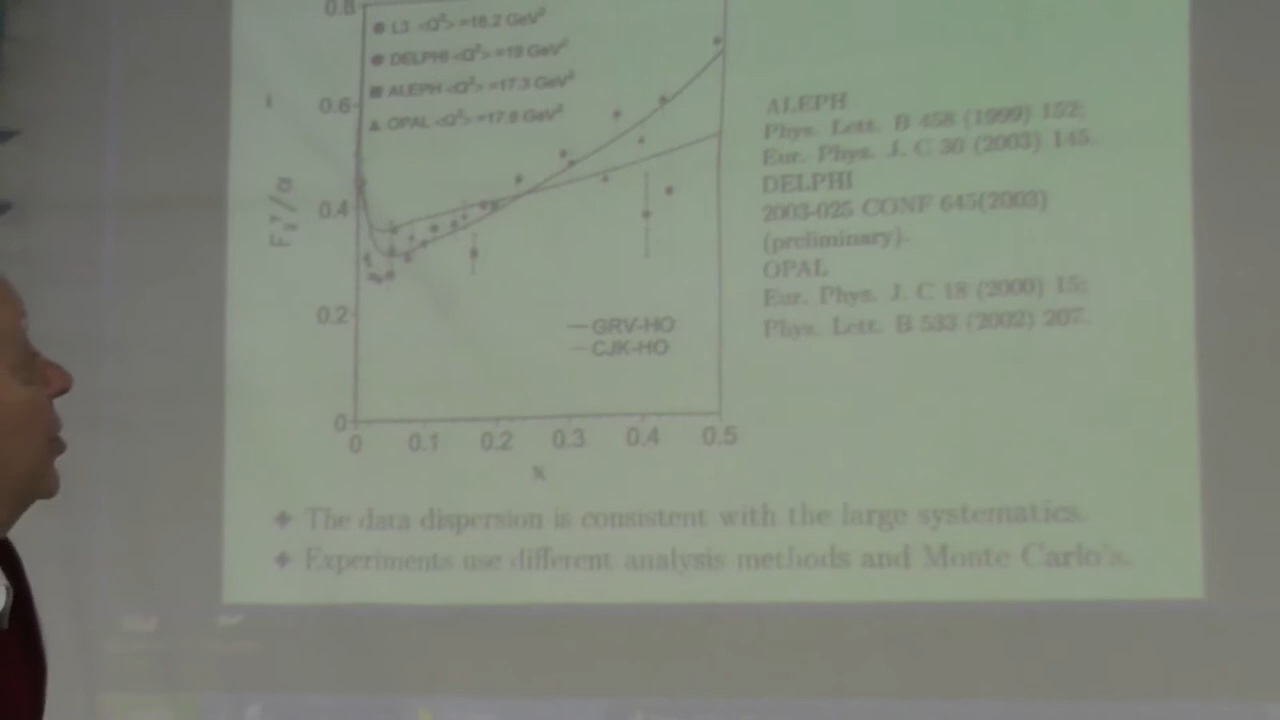 0.8
L3 <Q²> =18.2 GeV²
DELPHI <Q²> =19 GeV²
ALEPH <Q²> =17.3 GeV²
OPAL <Q²> =17.8 GeV²
0.6
F₂^γ/α
0.4
0.2
0
GRV-HO
CJK-HO
0 0.1 0.2 0.3 0.4 0.5
x
ALEPH
Phys. Lett. B 458 (1999) 152;
Eur. Phys. J. C 30 (2003) 145.
DELPHI
2003-025 CONF 645(2003)
(preliminary).
OPAL
Eur. Phys. J. C 18 (2000) 15;
Phys. Lett. B 533 (2002) 207.
The data dispersion is consistent with the large systematics.
Experiments use different analysis methods and Monte Carlo's.